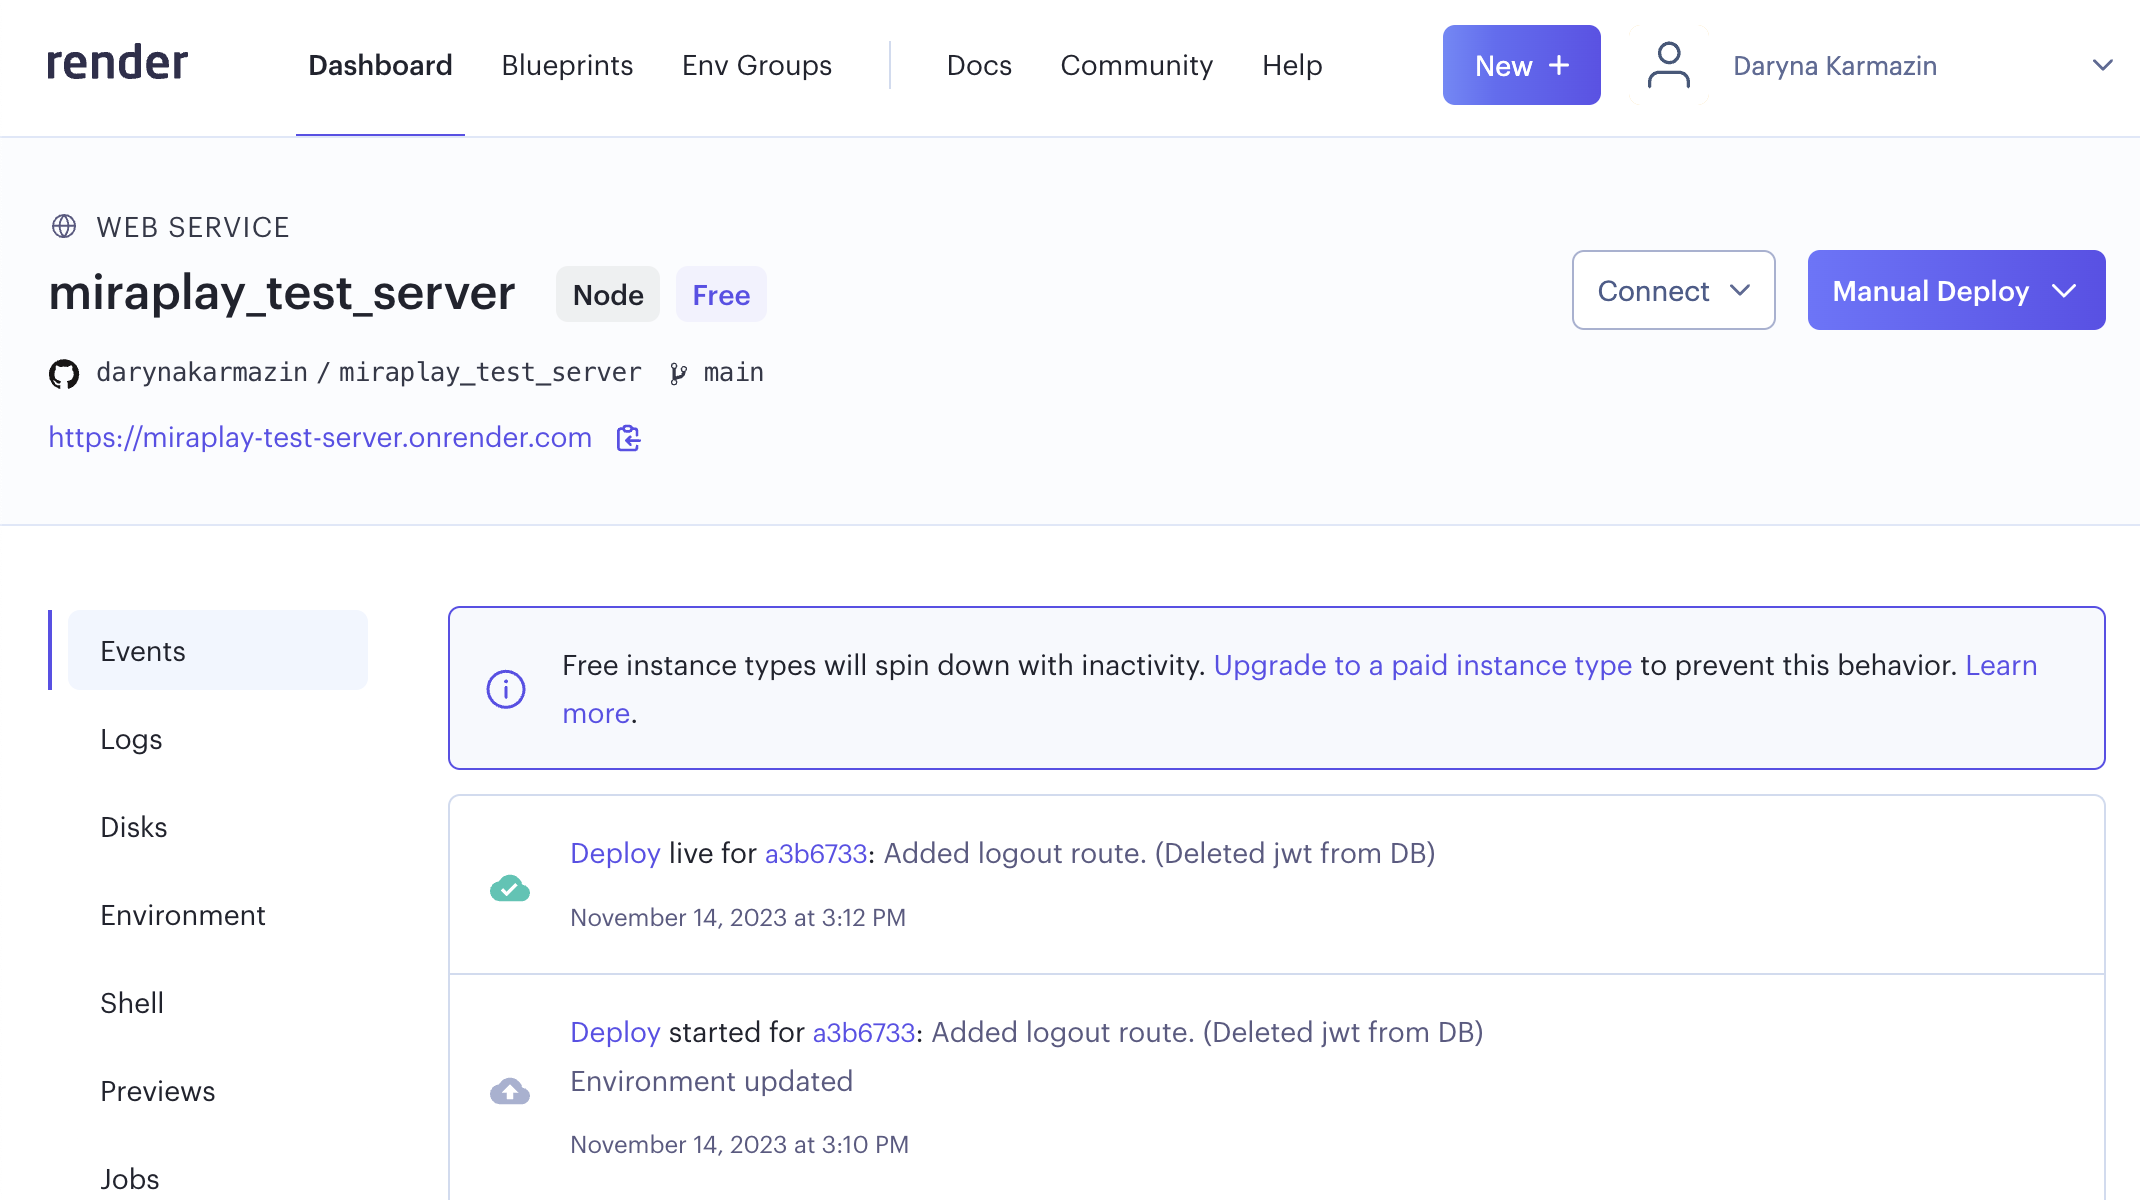 render
Dashboard Blueprints Env Groups Docs Community Help New + Daryna Karmazin
WEB SERVICE
miraplay_test_server Node Free
Connect Manual Deploy
darynakarmazin / miraplay_test_server main
https://miraplay-test-server.onrender.com
Events
Logs
Disks
Environment
Shell
Previews
Jobs
Free instance types will spin down with inactivity. Upgrade to a paid instance type to prevent this behavior. Learn
more.
Deploy live for a3b6733: Added logout route. (Deleted jwt from DB)
November 14, 2023 at 3:12 PM
Deploy started for a3b6733: Added logout route. (Deleted jwt from DB)
Environment updated
November 14, 2023 at 3:10 PM